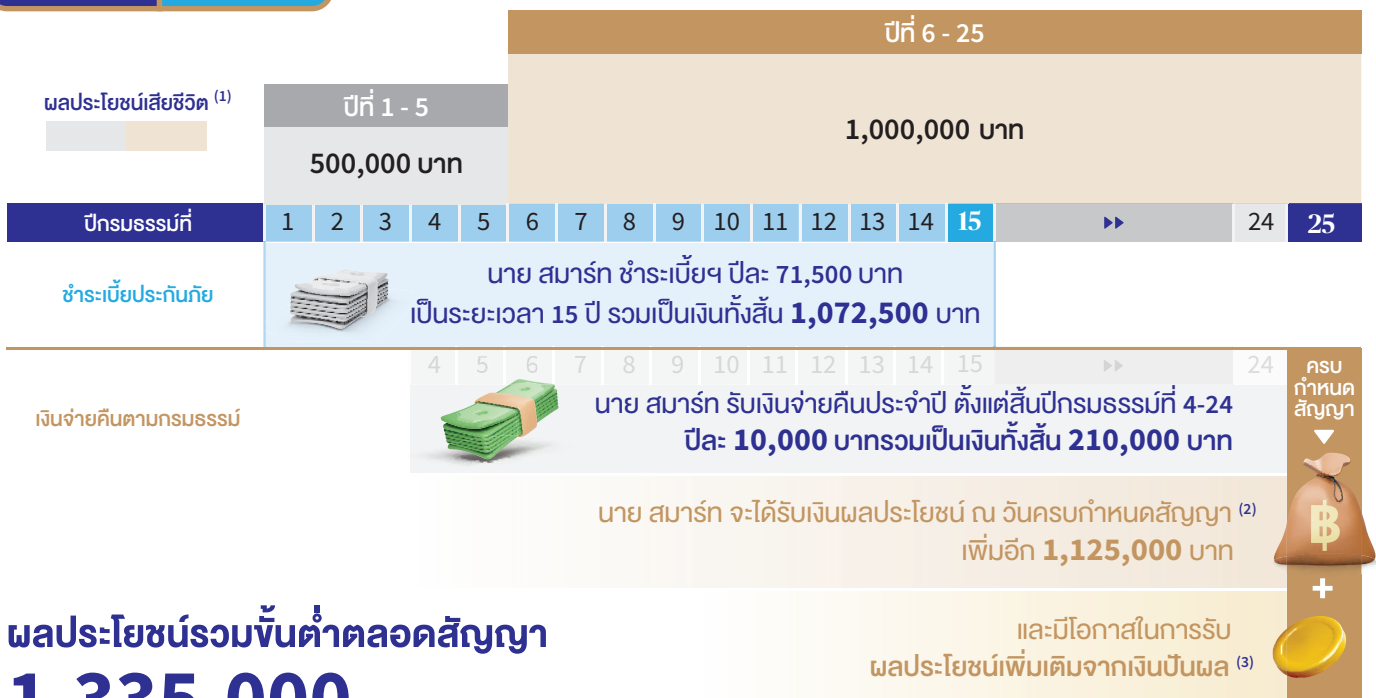 ปีที่ 6 - 25
ผลประโยชน์เสียชีวิต (1)
ปีที่ 1 - 5
1,000,000 บาท
500,000 บาท
ปีกรมธรรม์ที่ 1 2 3 4 5 6 7 8 9 10 11 12 13 14 15 24 25
ชำระเบี้ยประกันภัย
นาย สมาร์ท ชำระเบี้ยฯ ปีละ 71,500 บาท
เป็นระยะเวลา 15 ปี รวมเป็นเงินทั้งสิ้น 1,072,500 บาท
4 5 6 7 8 9 10 11 12 13 14 15 24
ครบ
กำหนด
สัญญา
เงินจ่ายคืนตามกรมธรรม์
นาย สมาร์ท รับเงินจ่ายคืนประจำปี ตั้งแต่สิ้นปีกรมธรรม์ที่ 4-24
ปีละ 10,000 บาทรวมเป็นเงินทั้งสิ้น 210,000 บาท
นาย สมาร์ท จะได้รับเงินผลประโยชน์ ณ วันครบกำหนดสัญญา (2)
เพิ่มอีก 1,125,000 บาท
฿
+
และมีโอกาสในการรับ
ผลประโยชน์เพิ่มเติมจากเงินปันผล (3)
ผลประโยชน์รวมขั้นต่ำตลอดสัญญา
1,335,000